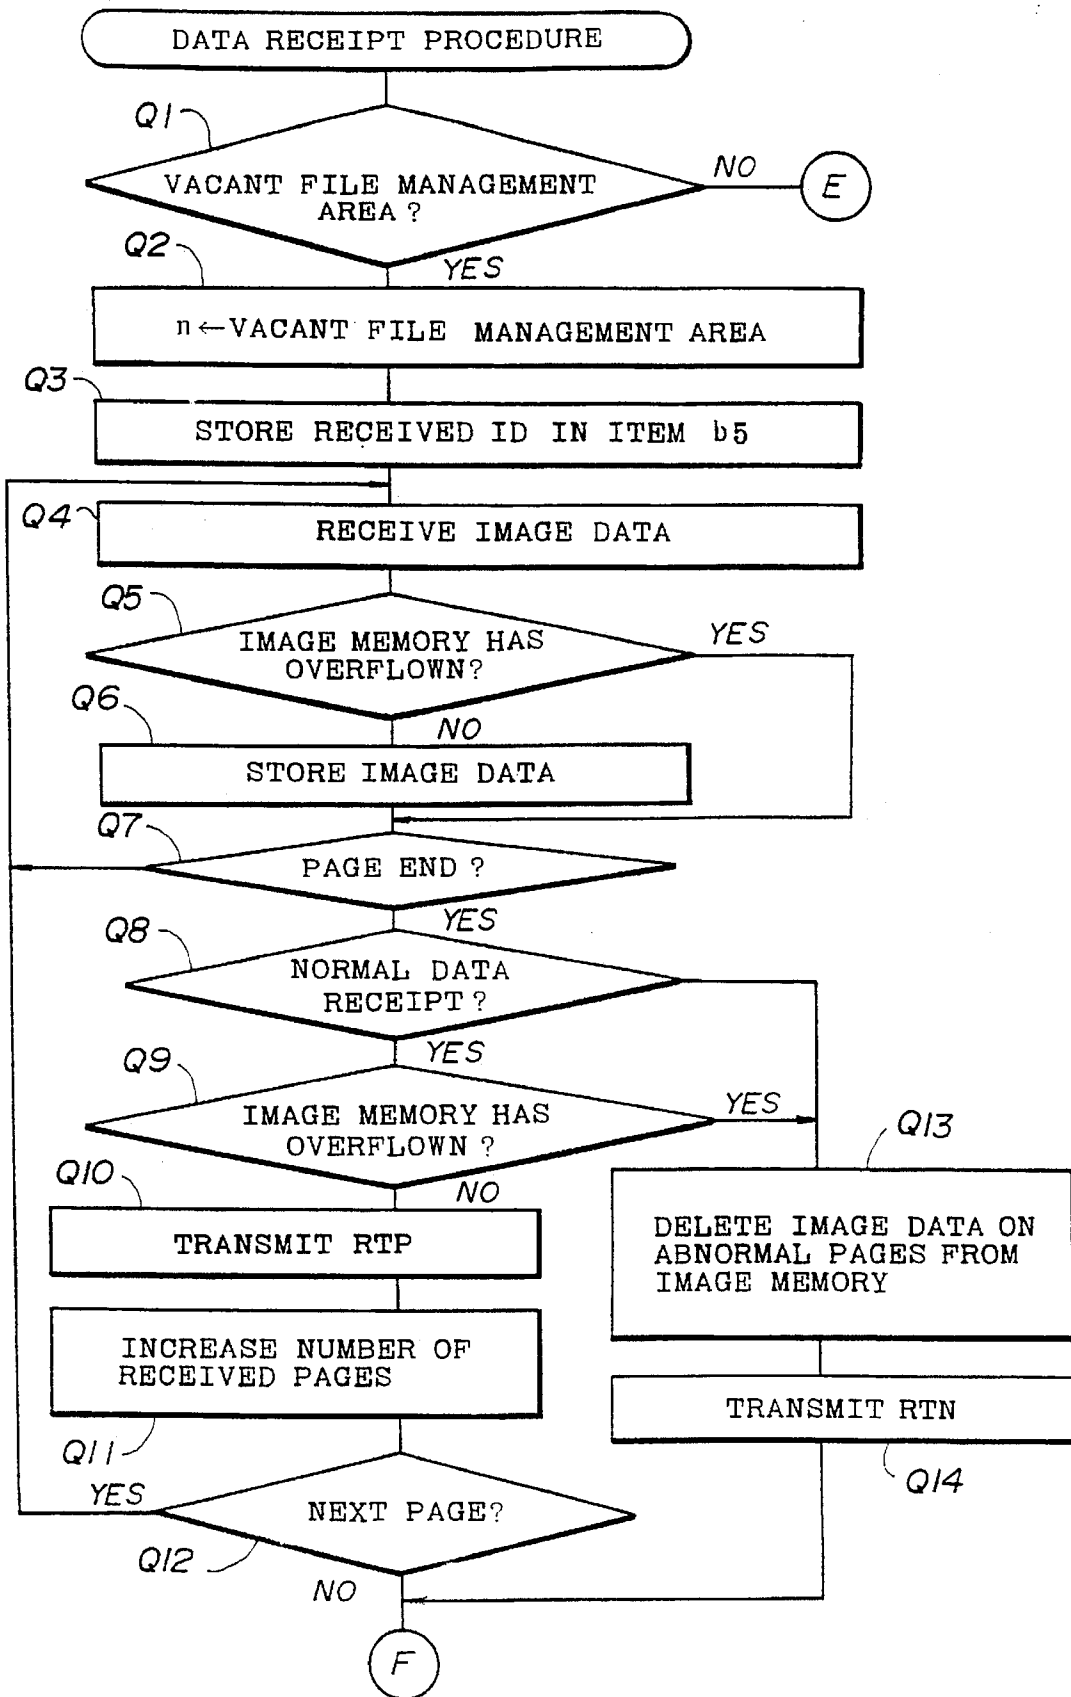 DATA RECEIPT PROCEDURE
Q1
VACANT FILE MANAGEMENT
AREA?
NO
E
Q2
YES
n←VACANT FILE MANAGEMENT AREA
Q3
STORE RECEIVED ID IN ITEM b5
Q4
RECEIVE IMAGE DATA
Q5
IMAGE MEMORY HAS
OVERFLOWN?
YES
Q6
NO
STORE IMAGE DATA
Q7
PAGE END?
YES
Q8
NORMAL DATA
RECEIPT?
YES
Q9
IMAGE MEMORY HAS
OVERFLOWN?
YES
Q13
Q10
NO
TRANSMIT RTP
DELETE IMAGE DATA ON
ABNORMAL PAGES FROM
IMAGE MEMORY
INCREASE NUMBER OF
RECEIVED PAGES
Q11
TRANSMIT RTN
Q14
YES
NEXT PAGE?
Q12
NO
F